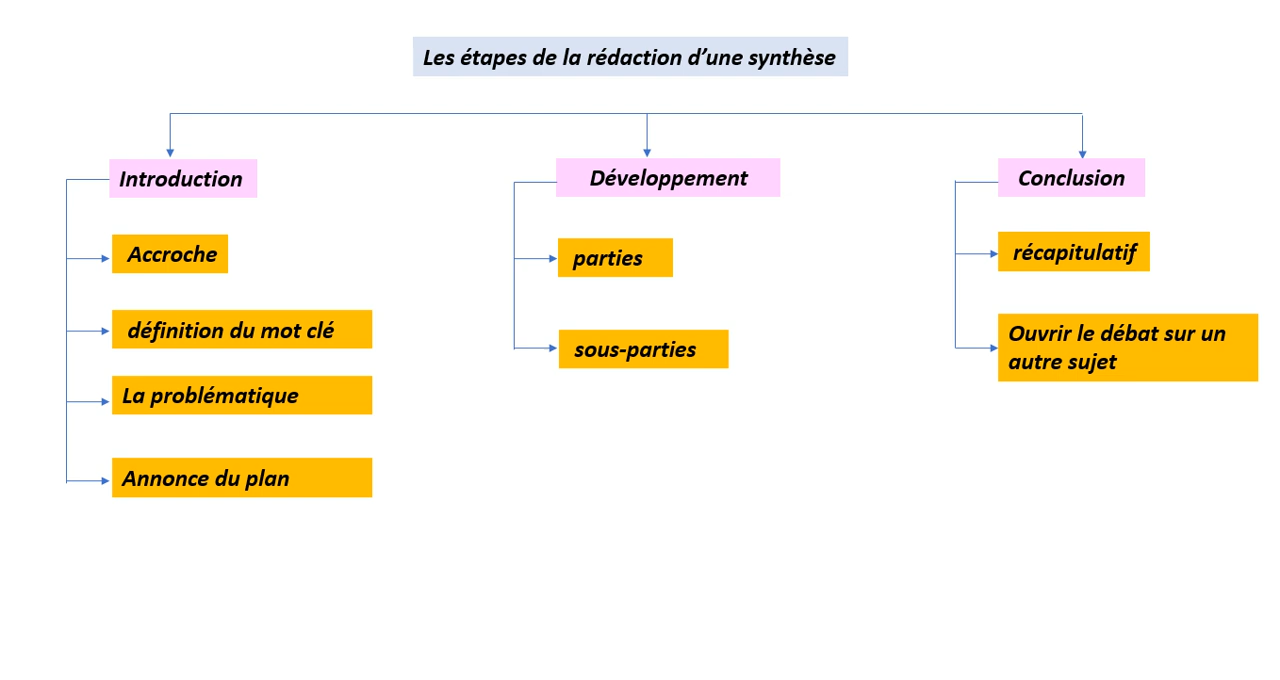 Les étapes de la rédaction d’une synthèse
Introduction
Accroche
définition du mot clé
La problématique
Annonce du plan
Développement
parties
sous-parties
Conclusion
récapitulatif
Ouvrir le débat sur un
autre sujet